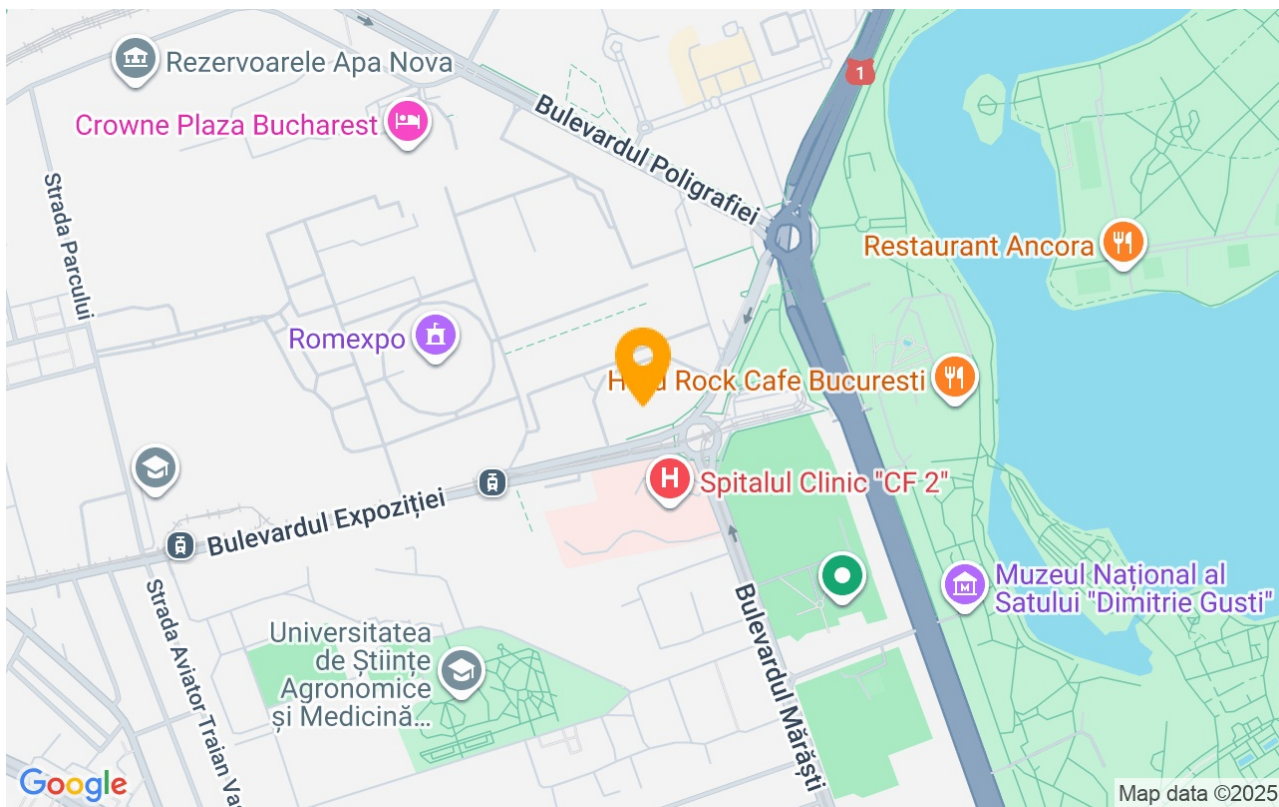 Rezervoarele Apa Nova
Crowne Plaza Bucharest
Bulevardul Poligrafiei
1
Strada Parcului
Restaurant Ancora
Romexpo
Rock Cafe Bucuresti
H
Spitalul Clinic "CF 2"
Bulevardul Expoziției
Muzeul Național al
Satului "Dimitrie Gusti"
M
Strada Aviator Traian Va
Bulevardul Mărăști
Universitatea
de Științe
Agronomice
și Medicină...
Google
Map data ©2025